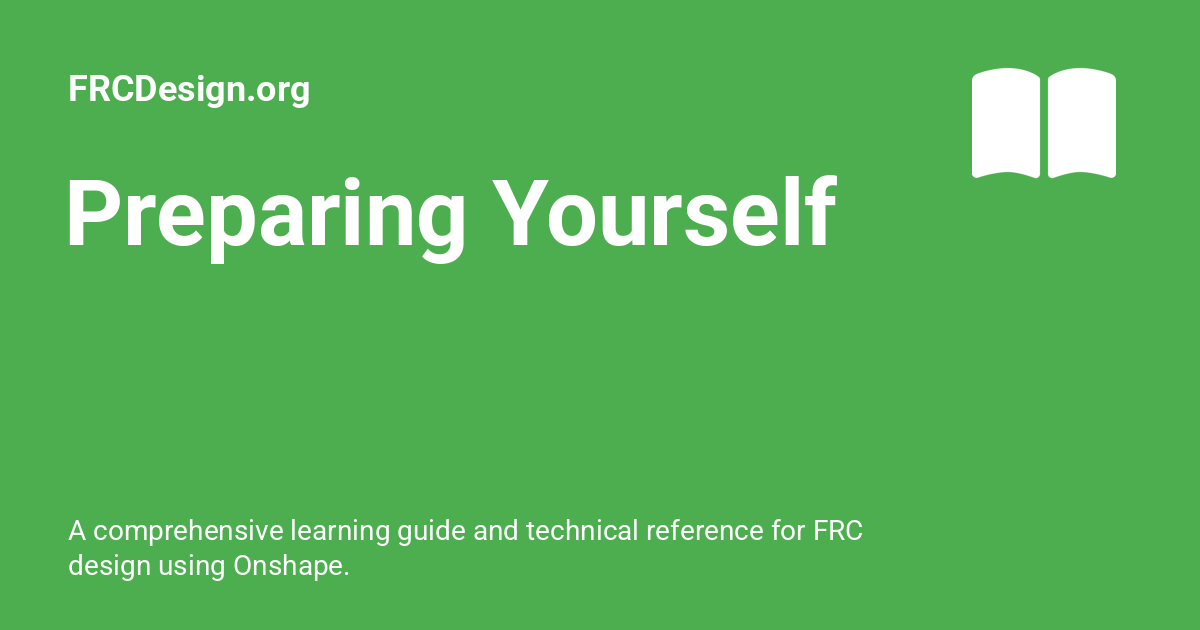 FRCDesign.org
Preparing Yourself
A comprehensive learning guide and technical reference for FRC
design using Onshape.